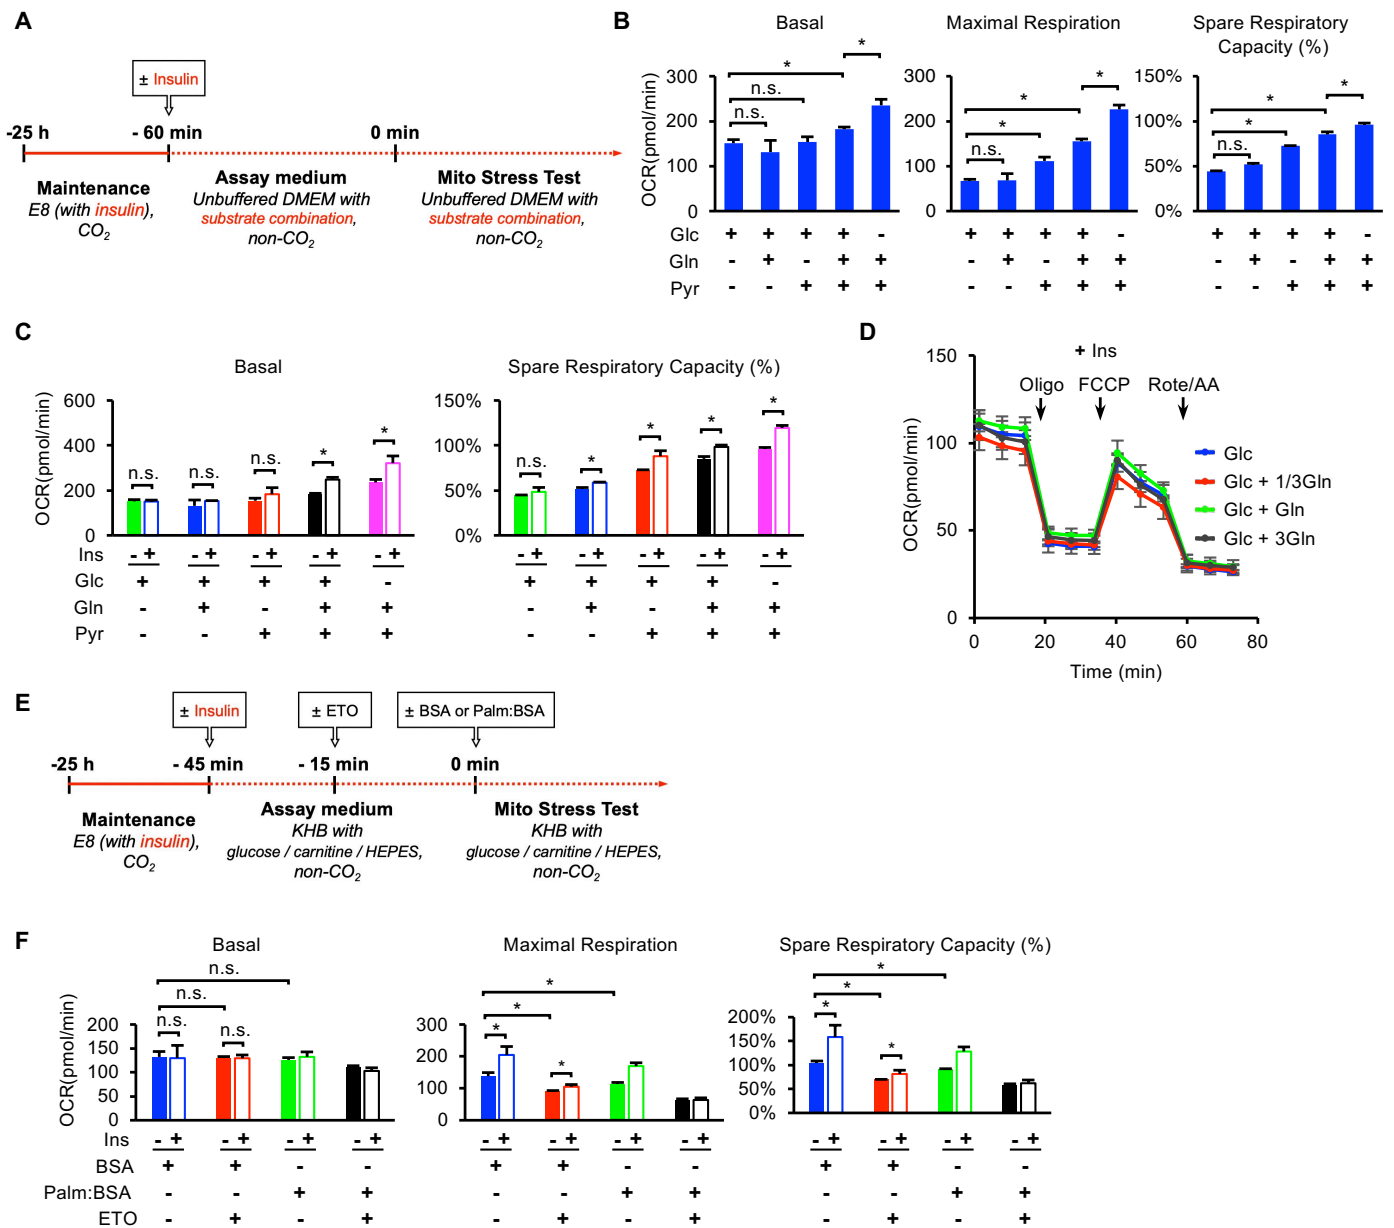 A
± Insulin
-25 h
- 60 min
0 min
Maintenance
E8 (with insulin),
CO2
Assay medium
Unbuffered DMEM with
substrate combination,
non-CO2
Mito Stress Test
Unbuffered DMEM with
substrate combination,
non-CO2
B
Basal
Maximal Respiration
Spare Respiratory
Capacity (%)
OCR(pmol/min)
300
200
100
0
n.s.
n.s.
*
*
300
200
100
0
n.s.
*
*
*
150%
100%
50%
0%
n.s.
*
*
*
Glc + + + + - + + + + - + + + + -
Gln - + - + + - + - + + - + - + +
Pyr - - + + + - - + + + - - + + +
C
Basal
Spare Respiratory Capacity (%)
OCR(pmol/min)
600
400
200
0
n.s.
n.s.
n.s.
*
*
150%
100%
50%
0%
n.s.
*
*
*
*
Ins - + - + - + - + - + - + - + - + - + - +
Glc + + + + - + + + + -
Gln - + - + + - + - + +
Pyr - - + + + - - + + +
D
+ Ins
Oligo
FCCP
Rote/AA
OCR(pmol/min)
150
100
50
0
0 20 40 60 80
Time (min)
Glc
Glc + 1/3Gln
Glc + Gln
Glc + 3Gln
E
± Insulin
± ETO
± BSA or Palm:BSA
-25 h
- 45 min
- 15 min
0 min
Maintenance
E8 (with insulin),
CO2
Assay medium
KHB with
glucose / carnitine / HEPES,
non-CO2
Mito Stress Test
KHB with
glucose / carnitine / HEPES,
non-CO2
F
Basal
Maximal Respiration
Spare Respiratory Capacity (%)
OCR(pmol/min)
200
150
100
50
0
n.s.
n.s.
n.s.
n.s.
300
200
100
0
*
*
*
*
200%
150%
100%
50%
0%
*
*
*
*
Ins - + - + - + - + - + - + - + - + - + - + - + - +
BSA + + - - + + - - + + - -
Palm:BSA - - + + - - + + - - + +
ETO - + - + - + - + - + - +